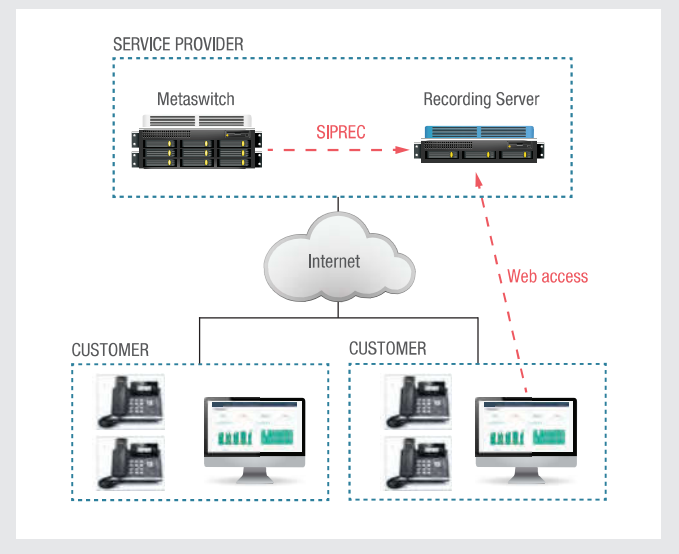 SERVICE PROVIDER
Metaswitch
Recording Server
SIPREC
Internet
Web access
CUSTOMER
CUSTOMER